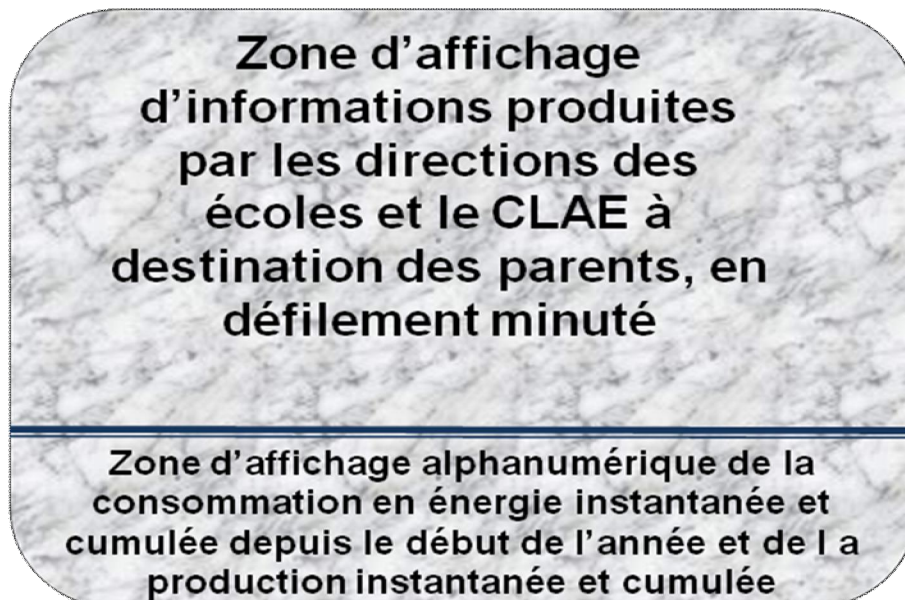 Zone d’affichage
d’informations produites
par les directions des
écoles et le CLAE à
destination des parents, en
défilement minuté
Zone d’affichage alphanumérique de la
consommation en énergie instantanée et
cumulée depuis le début de l’année et de l a
production instantanée et cumulée